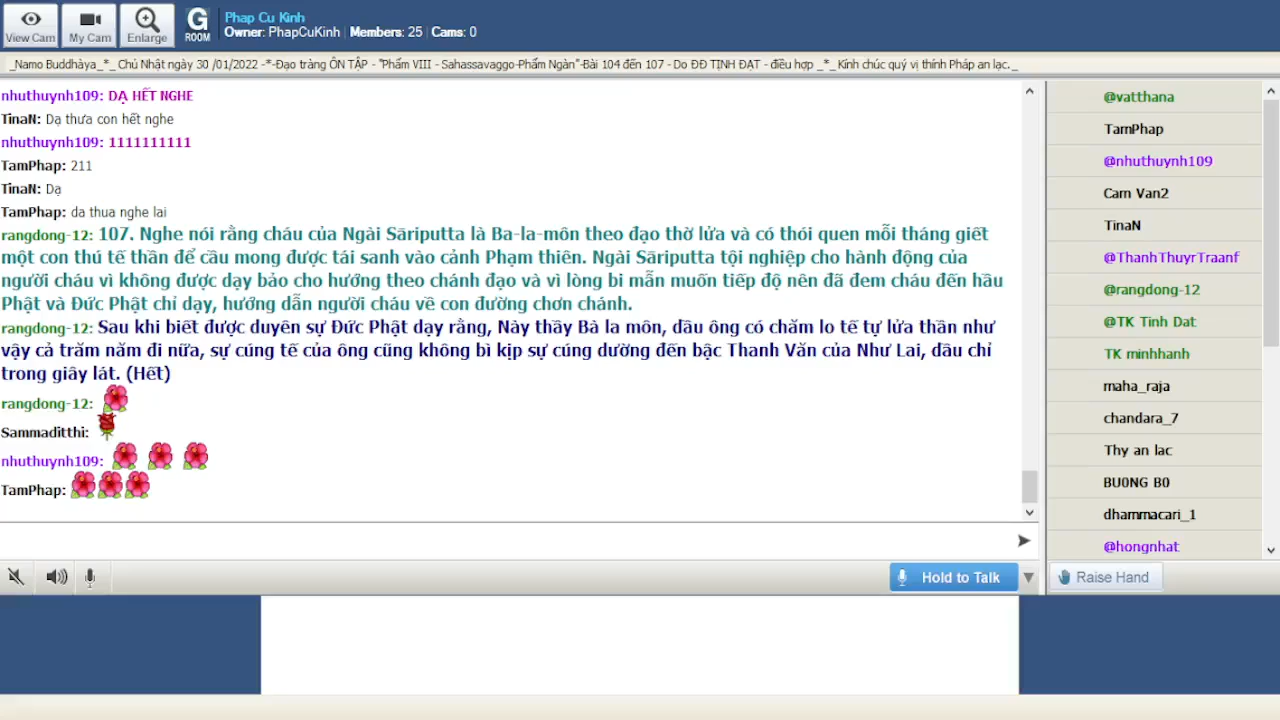 View Cam
My Cam
Enlarge
G
ROOM
Phap Cu Kinh
Owner: PhapCuKinh | Members: 25 | Cams: 0
_Namo Buddhàya_*_ Chủ Nhật ngày 30 /01/2022 -*-Đạo tràng ÔN TẬP - "Phẩm VIII - Sahassavaggo-Phẩm Ngàn"-Bài 104 đến 107 - Do ĐĐ TỊNH ĐẠT - điều hợp _*_ Kính chúc quý vị thính Pháp an lạc._
nhuthuynh109: DẠ HẾT NGHE
TinaN: Dạ thưa con hết nghe
nhuthuynh109: 1111111111
TamPhap: 211
TinaN: Dạ
TamPhap: da thua nghe lai
rangdong-12: 107. Nghe nói rằng cháu của Ngài Sāriputta là Ba-la-môn theo đạo thờ lửa và có thói quen mỗi tháng giết
một con thú tế thần để cầu mong được tái sanh vào cảnh Phạm thiên. Ngài Sāriputta tội nghiệp cho hành động của
người cháu vì không được dạy bảo cho hướng theo chánh đạo và vì lòng bi mẫn muốn tiếp độ nên đã đem cháu đến hầu
Phật và Đức Phật chỉ dạy, hướng dẫn người cháu về con đường chơn chánh.
rangdong-12: Sau khi biết được duyên sự Đức Phật dạy rằng, Này thầy Bà la môn, dầu ông có chăm lo tế tự lửa thần như
vậy cả trăm năm đi nữa, sự cúng tế của ông cũng không bì kịp sự cúng dường đến bậc Thanh Văn của Như Lai, dầu chỉ
trong giây lát. (Hết)
rangdong-12:
Sammaditthi:
nhuthuynh109:
TamPhap:
@vatthana
TamPhap
@nhuthuynh109
Cam Van2
TinaN
@ThanhThuyrTraanf
@rangdong-12
@TK Tinh Dat
TK minhhanh
maha_raja
chandara_7
Thy an lac
BU0NG B0
dhammacari_1
@hongnhat
Hold to Talk
Raise Hand